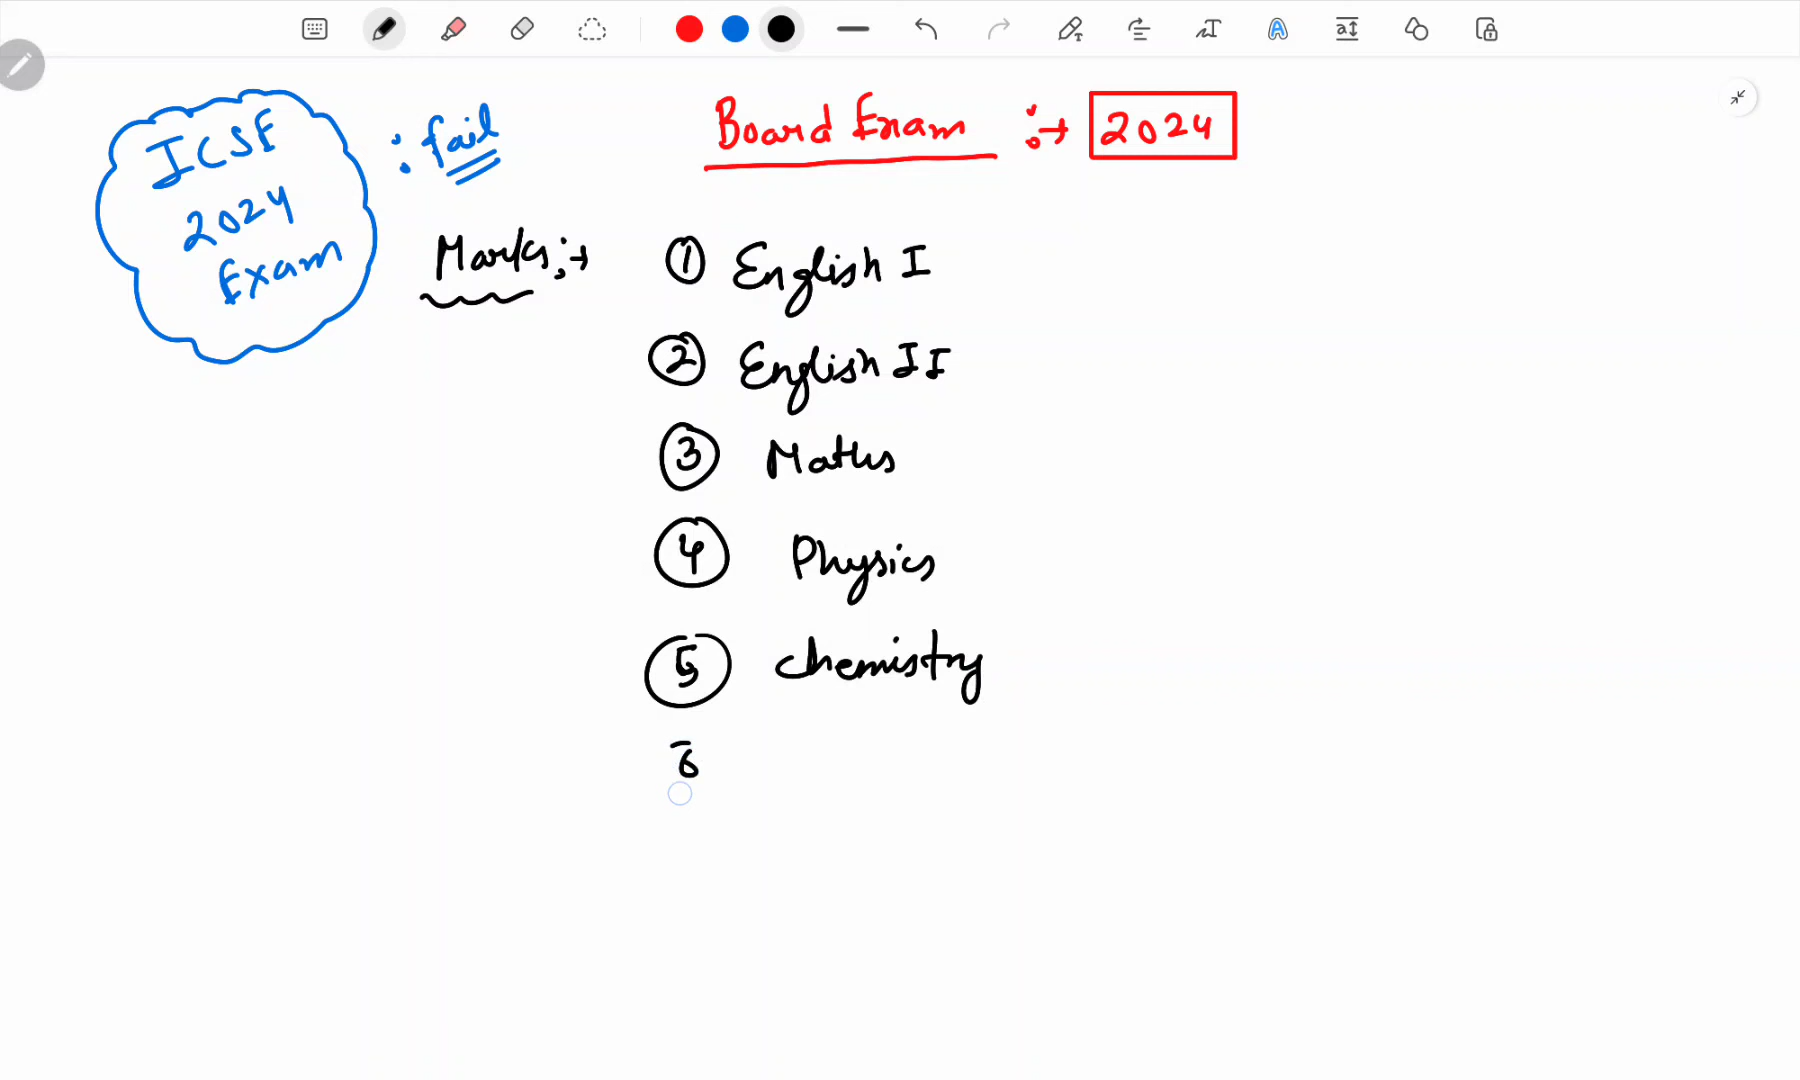 ICSE
2024
Exam
: fail
Board Exam :→ 2024
Marks :→
① English I
② English II
③ Maths
④ Physics
⑤ Chemistry
6